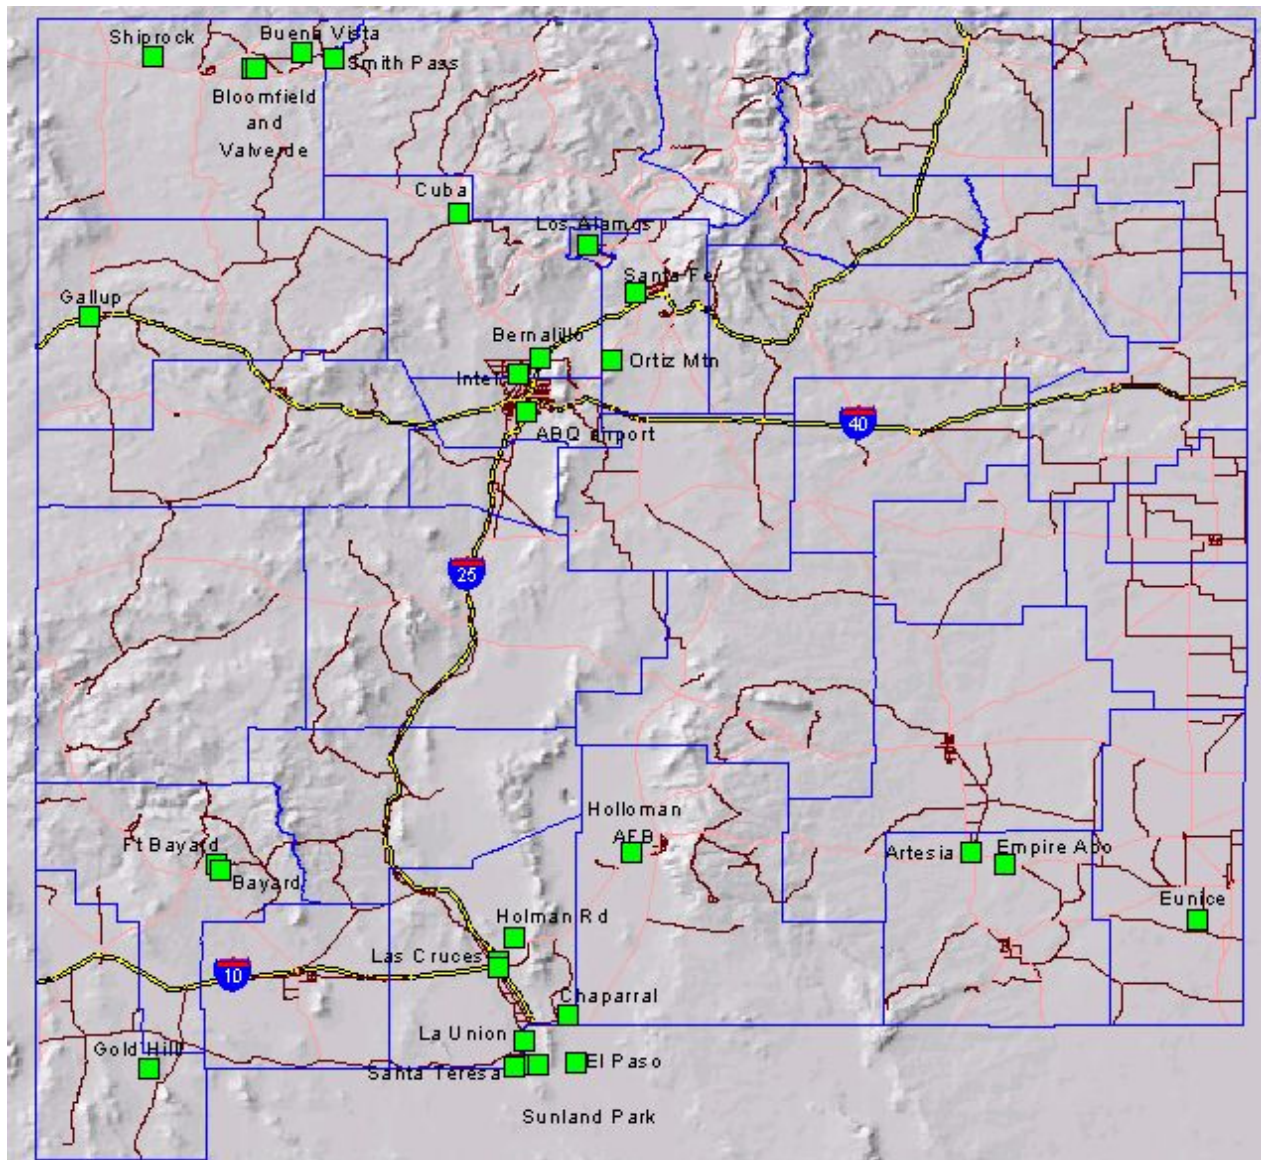 Shiprock
Buena Vista
Smith Pass
Bloomfield
and
Valverde
Cuba
Los Alamos
Santa Fe
Gallup
Bernalillo
Ortiz Mtn
Intel
40
ABQ airport
25
Holloman
AFB
Ft Bayard
Artesia
Empire Abo
Bayard
Eunice
Holman Rd
Las Cruces
10
Chaparral
La Union
Gold Hill
Santa Teresa
El Paso
Sunland Park